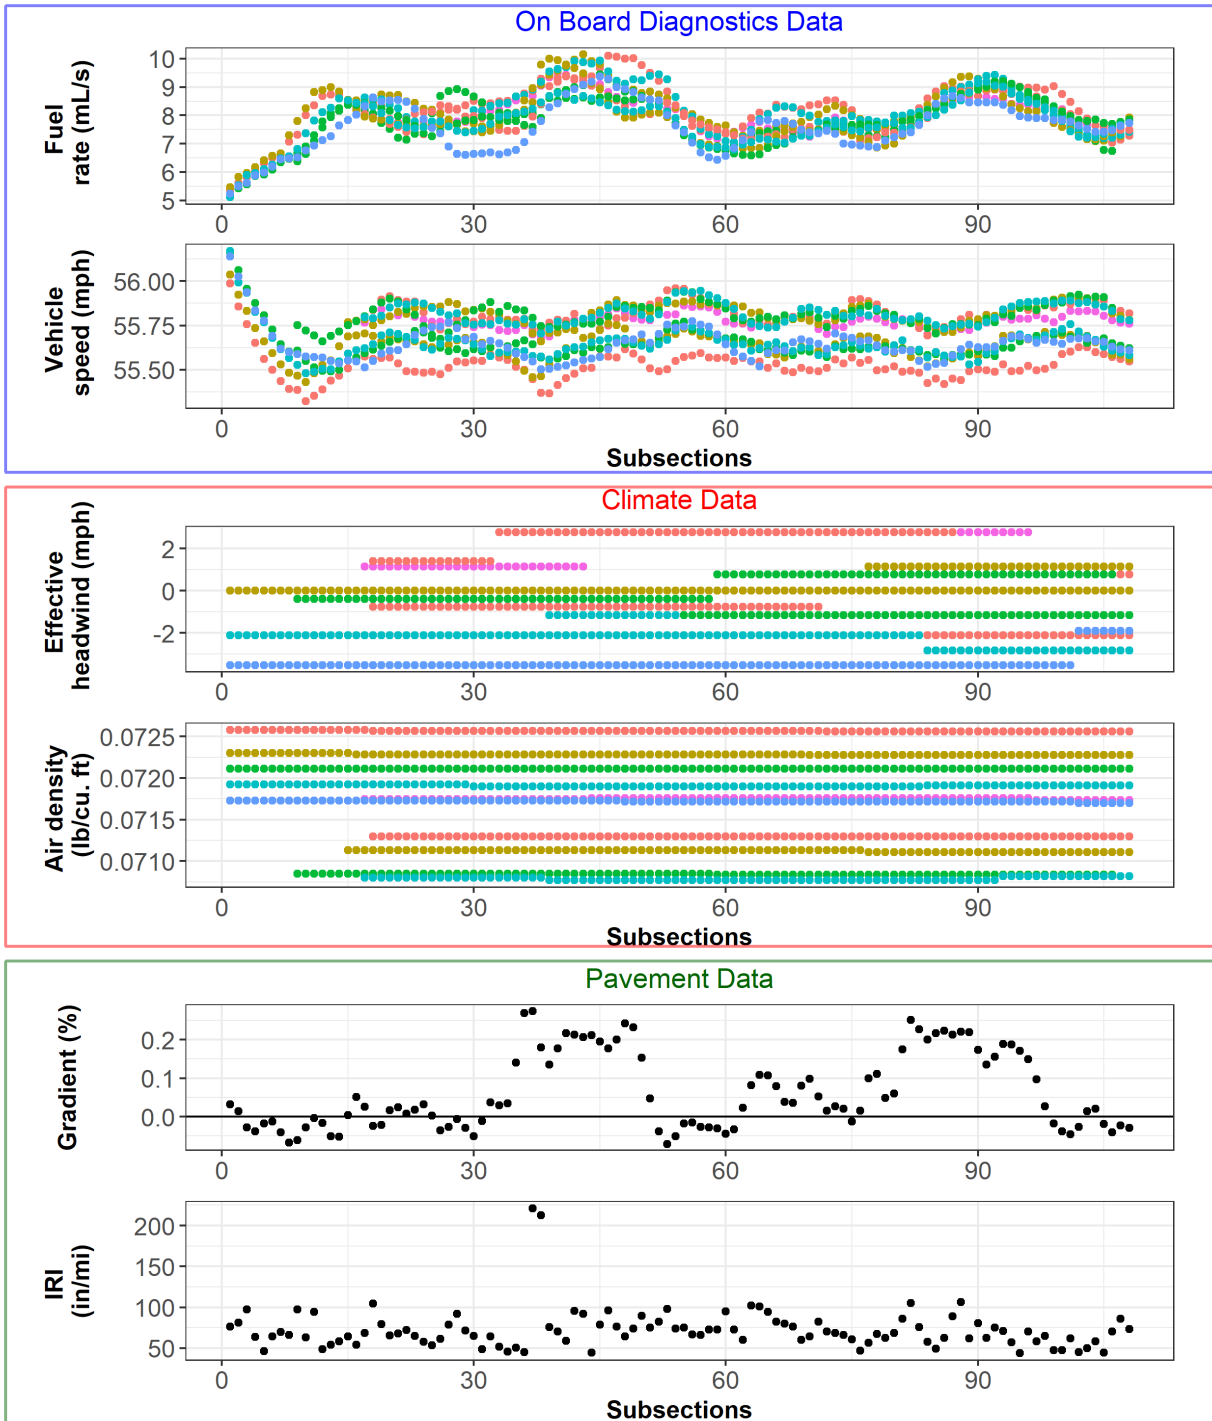 On Board Diagnostics Data
Fuel
rate (mL/s)
10
9
8
7
6
5
0 30 60 90
Vehicle
speed (mph)
56.00
55.75
55.50
0 30 60 90
Subsections
Climate Data
Effective
headwind (mph)
2
0
-2
0 30 60 90
Air density
(lb/cu. ft)
0.0725
0.0720
0.0715
0.0710
0 30 60 90
Subsections
Pavement Data
Gradient (%)
0.2
0.1
0.0
0 30 60 90
IRI
(in/mi)
200
150
100
50
0 30 60 90
Subsections